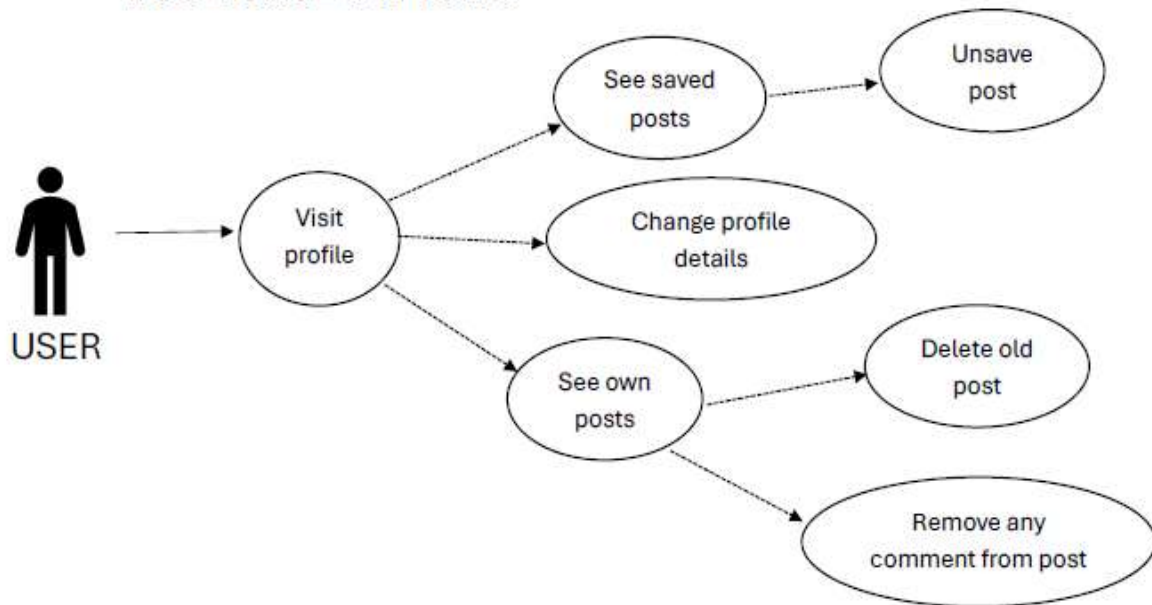 See saved
posts
Unsave
post
Visit
profile
Change profile
details
USER
See own
posts
Delete old
post
Remove any
comment from post